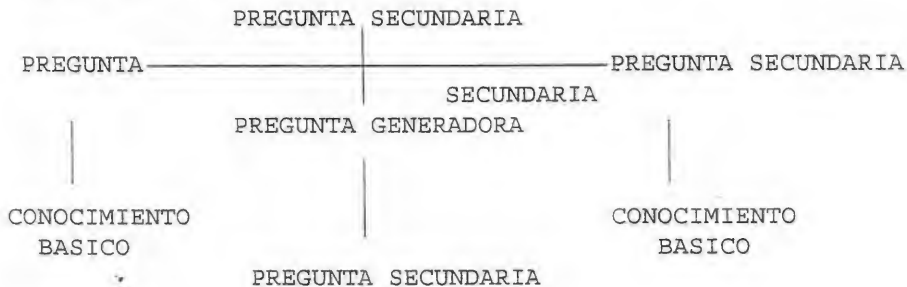 PREGUNTA SECUNDARIA
PREGUNTA PREGUNTA SECUNDARIA
SECUNDARIA
PREGUNTA GENERADORA
CONOCIMIENTO CONOCIMIENTO
BASICO BASICO
PREGUNTA SECUNDARIA